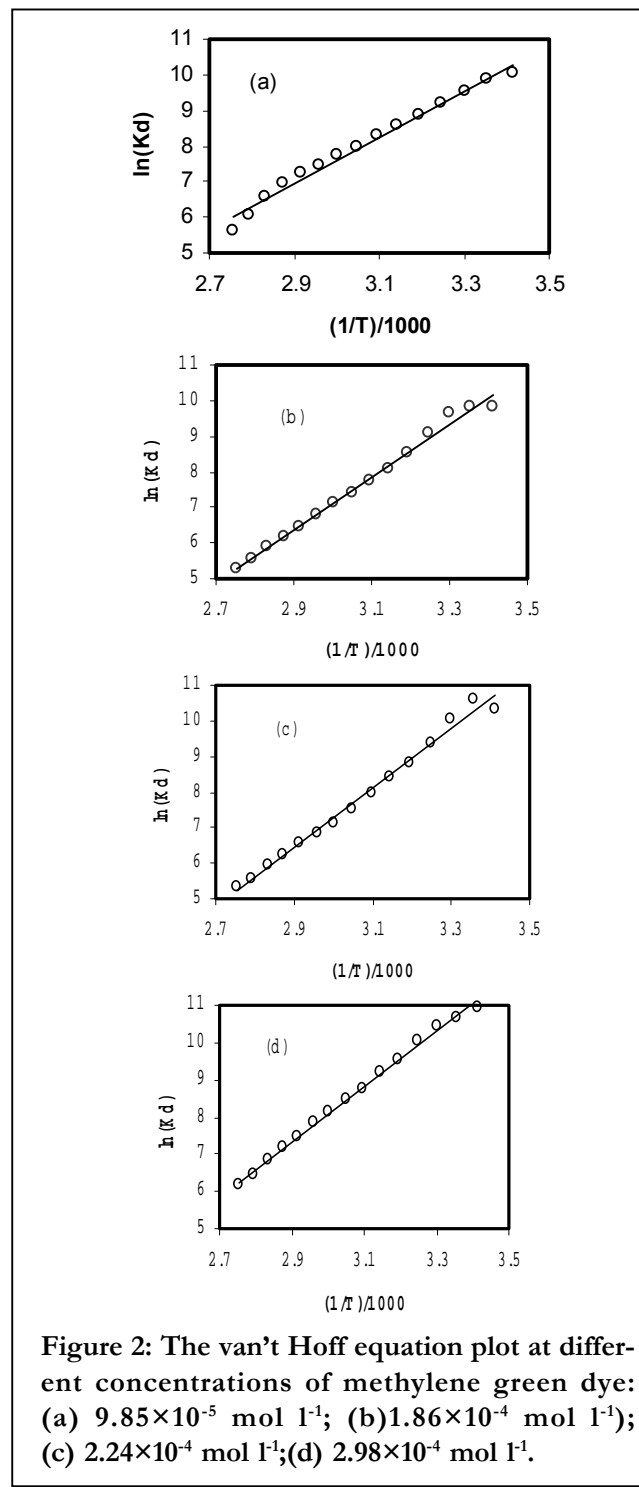 11
10
9
8
7
6
5
(a)
ln(Kd)
2.7 2.9 3.1 3.3 3.5
(1/T)/1000
11
10
9
8
7
6
5
(b)
ln(Kd)
2.7 2.9 3.1 3.3 3.5
(1/T)/1000
11
10
9
8
7
6
5
(c)
ln(Kd)
2.7 2.9 3.1 3.3 3.5
(1/T)/1000
11
10
9
8
7
6
5
(d)
ln(Kd)
2.7 2.9 3.1 3.3 3.5
(1/T)/1000
Figure 2: The van’t Hoff equation plot at differ-
ent concentrations of methylene green dye:
(a) 9.85×10⁻⁵ mol l⁻¹; (b)1.86×10⁻⁴ mol l⁻¹);
(c) 2.24×10⁻⁴ mol l⁻¹;(d) 2.98×10⁻⁴ mol l⁻¹.